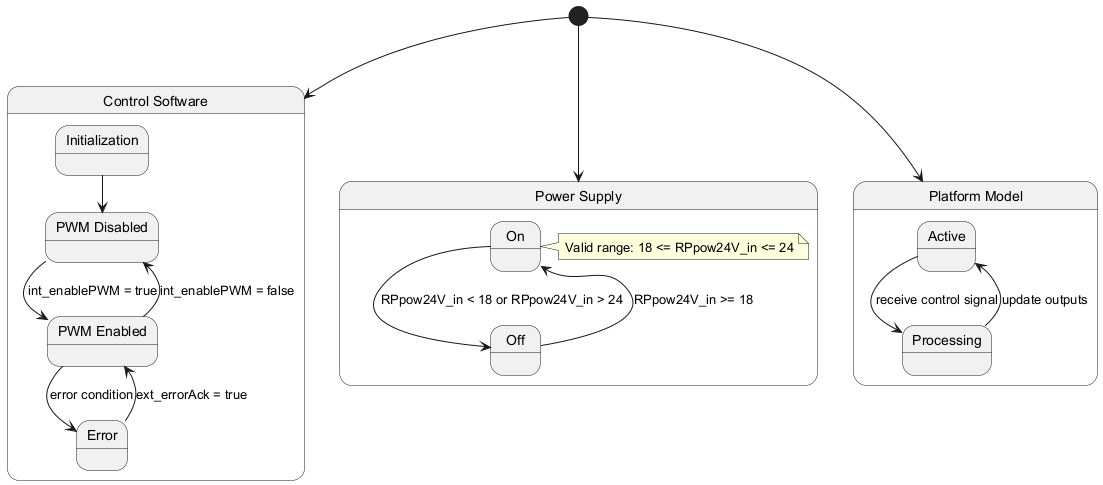 Control Software
Initialization
PWM Disabled
int_enablePWM = true
int_enablePWM = false
PWM Enabled
error condition
ext_errorAck = true
Error
Power Supply
On
Valid range: 18 <= RPpow24V_in <= 24
RPpow24V_in < 18 or RPpow24V_in > 24
RPpow24V_in >= 18
Off
Platform Model
Active
receive control signal
update outputs
Processing